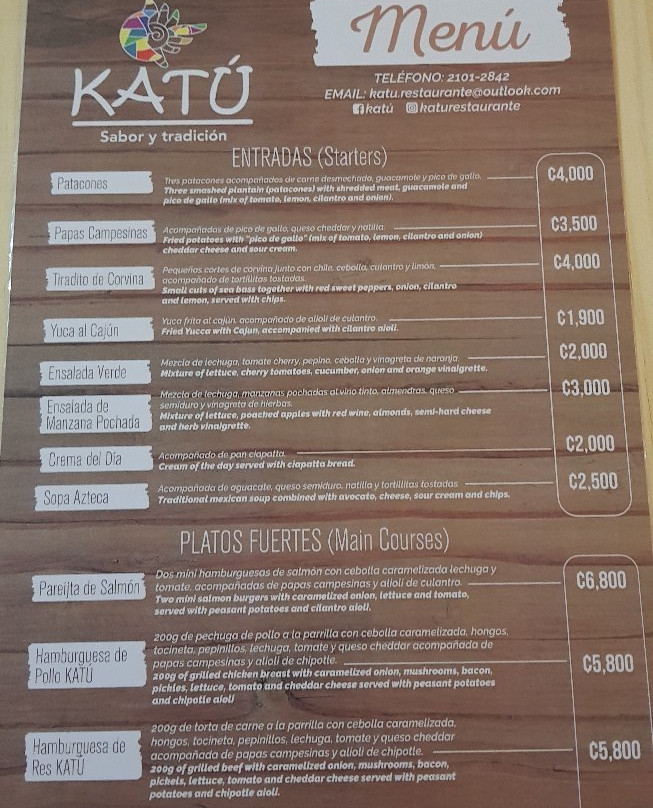 KATÚ
Sabor y tradición
Menú
TELÉFONO: 2101-2842
EMAIL: katu.restaurante@outlook.com
katú katurestaurante
ENTRADAS (Starters)
Patacones
Tres patacones acompañados de carne desmechada, guacamole y pico de gallo.
Three smashed plantain (patacones) with shredded meat, guacamole and
pico de gallo (mix of tomato, lemon, cilantro and onion).
₡4,000
Papas Campesinas
Acompañadas de pico de gallo, queso cheddar y natilla.
Fried potatoes with "pico de gallo" (mix of tomato, lemon, cilantro and onion)
cheddar cheese and sour cream.
₡3,500
Tiradito de Corvina
Pequeños cortes de corvina junto con chile, cebolla, culantro y limón,
acompañado de tortillitas tostadas.
Small cuts of sea bass together with red sweet peppers, onion, cilantro
and lemon, served with chips.
₡4,000
Yuca al Cajún
Yuca frita al cajún, acompañado de alioli de culantro.
Fried Yucca with Cajun, accompanied with cilantro aioli.
₡1,900
Ensalada Verde
Mezcla de lechuga, tomate cherry, pepino, cebolla y vinagreta de naranja.
Mixture of lettuce, cherry tomatoes, cucumber, onion and orange vinaigrette.
₡2,000
Ensalada de
Manzana Pochada
Mezcla de lechuga, manzanas pochadas al vino tinto, almendras, queso
semiduro y vinagreta de hierbas.
Mixture of lettuce, poached apples with red wine, almonds, semi-hard cheese
and herb vinaigrette.
₡3,000
Crema del Día
Acompañado de pan ciapatta.
Cream of the day served with ciapatta bread.
₡2,000
Sopa Azteca
Acompañada de aguacate, queso semiduro, natilla y tortillitas tostadas
Traditional mexican soup combined with avocato, cheese, sour cream and chips.
₡2,500
PLATOS FUERTES (Main Courses)
Pareijta de Salmón
Dos mini hamburguesas de salmón con cebolla caramelizada lechuga y
tomate, acompañadas de papas campesinas y alioli de culantro.
Two mini salmon burgers with caramelized onion, lettuce and tomato,
served with peasant potatoes and cilantro aioli.
₡6,800
Hamburguesa de
Pollo KATÚ
200g de pechuga de pollo a la parrilla con cebolla caramelizada, hongos,
tocineta, pepinillos, lechuga, tomate y queso cheddar acompañada de
papas campesinas y alioli de chipotle.
200g of grilled chicken breast with caramelized onion, mushrooms, bacon,
pickles, lettuce, tomato and cheddar cheese served with peasant potatoes
and chipotle aioli
₡5,800
Hamburguesa de
Res KATÚ
200g de torta de carne a la parrilla con cebolla caramelizada,
hongos, tocineta, pepinillos, lechuga, tomate y queso cheddar
acompañado de papas campesinas y alioli de chipotle.
200g of grilled beef with caramelized onion, mushrooms, bacon,
pickels, lettuce, tomato and cheddar cheese served with peasant
potatoes and chipotle aioli.
₡5,800